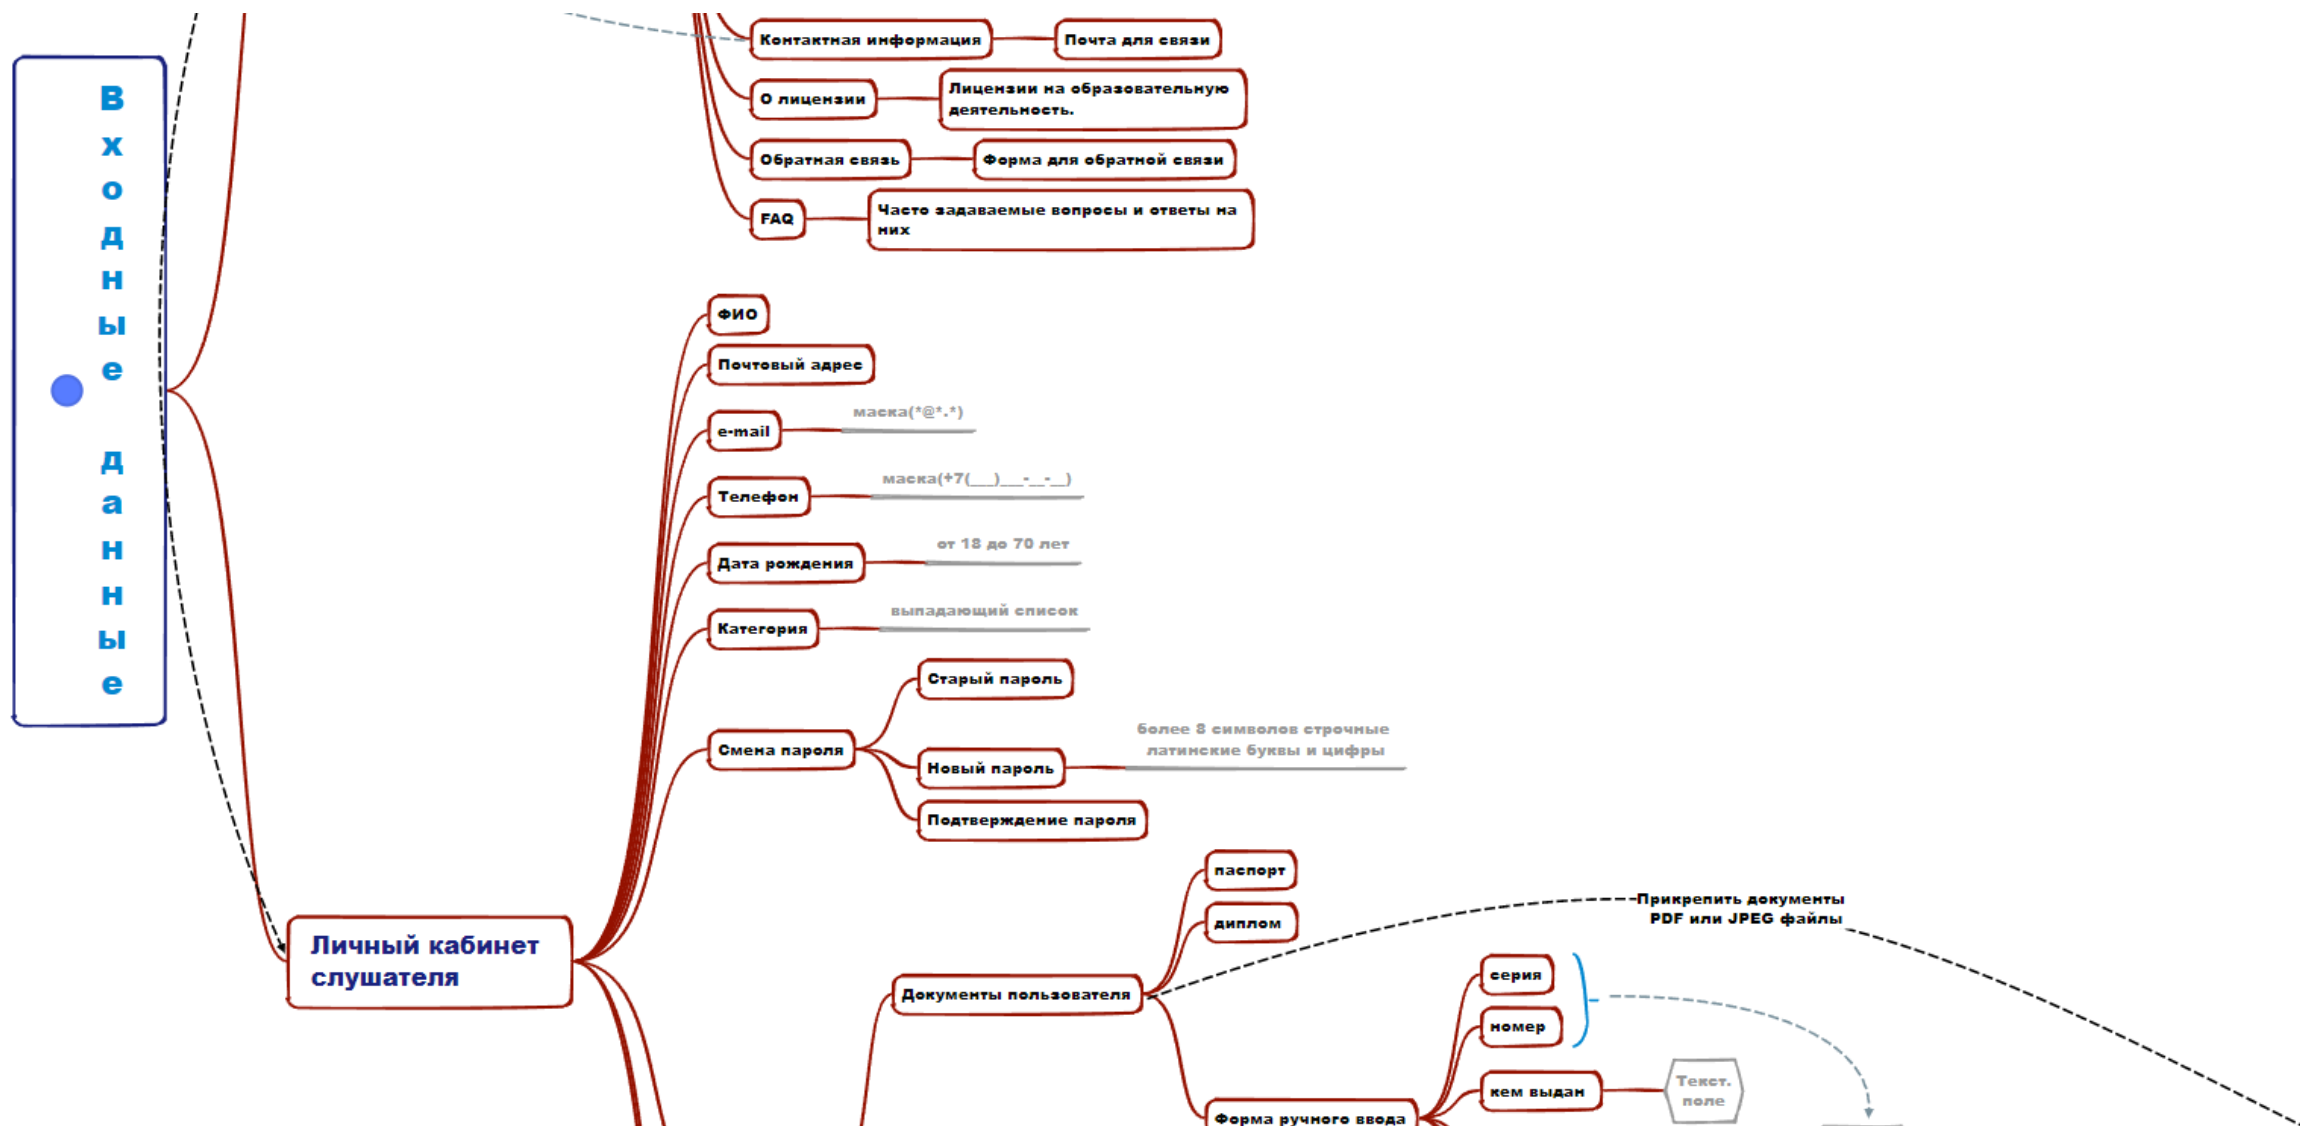 Входные данные
Контактная информация
Почта для связи
О лицензии
Лицензии на образовательную
деятельность.
Обратная связь
Форма для обратной связи
FAQ
Часто задаваемые вопросы и ответы на
них
ФИО
Почтовый адрес
e-mail
маска(*@*.*)
Телефон
маска(+7(___)___-__-__)
Дата рождения
от 18 до 70 лет
Категория
выпадающий список
Смена пароля
Старый пароль
Новый пароль
более 8 символов строчные
латинские буквы и цифры
Подтверждение пароля
Личный кабинет
слушателя
Документы пользователя
паспорт
диплом
Прикрепить документы
PDF или JPEG файлы
Форма ручного ввода
серия
номер
кем выдан
Текст.
поле